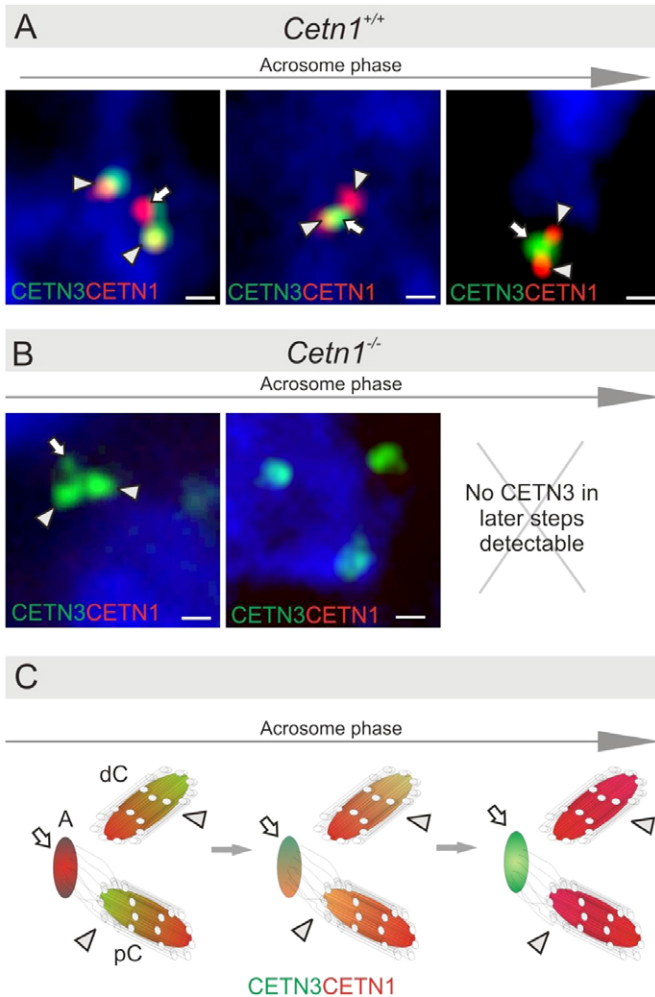 A
Cetn1+/+
Acrosome phase
CETN3CETN1
CETN3CETN1
CETN3CETN1
B
Cetn1-/-
Acrosome phase
CETN3CETN1
CETN3CETN1
No CETN3 in
later steps
detectable
C
Acrosome phase
dC
A
pC
CETN3CETN1